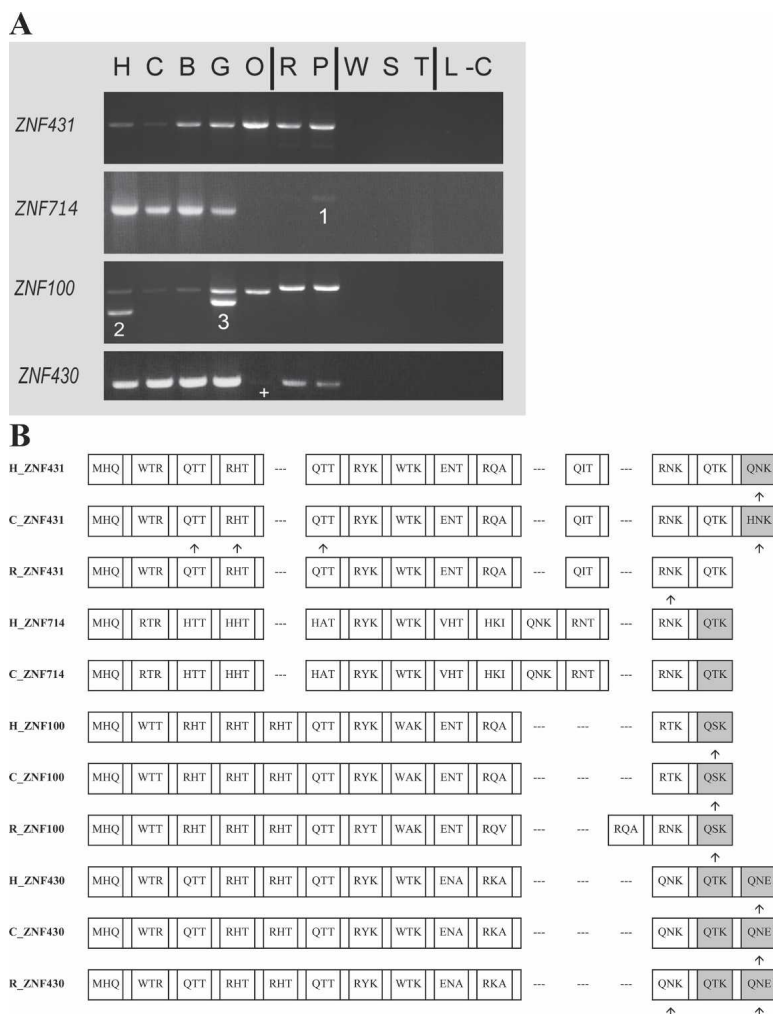 A
H C B G O R P W S T L -C
ZNF431
ZNF714
1
ZNF100
2 3
ZNF430
+
B
H_ZNF431 MHQ WTR QTT RHT --- QTT RYK WTK ENT RQA --- QIT --- RNK QTK QNK
C_ZNF431 MHQ WTR QTT RHT --- QTT RYK WTK ENT RQA --- QIT --- RNK QTK HNK
R_ZNF431 MHQ WTR QTT RHT --- QTT RYK WTK ENT RQA --- QIT --- RNK QTK
H_ZNF714 MHQ RTR HTT HHT --- HAT RYK WTK VHT HKI QNK RNT --- RNK QTK
C_ZNF714 MHQ RTR HTT HHT --- HAT RYK WTK VHT HKI QNK RNT --- RNK QTK
H_ZNF100 MHQ WTT RHT RHT RHT QTT RYK WAK ENT RQA --- --- --- RTK QSK
C_ZNF100 MHQ WTT RHT RHT RHT QTT RYK WAK ENT RQA --- --- --- RTK QSK
R_ZNF100 MHQ WTT RHT RHT RHT QTT RYT WAK ENT RQV --- --- RQA RNK QSK
H_ZNF430 MHQ WTR QTT RHT RHT QTT RYK WTK ENA RKA --- --- --- QNK QTK QNE
C_ZNF430 MHQ WTR QTT RHT RHT QTT RYK WTK ENA RKA --- --- --- QNK QTK QNE
R_ZNF430 MHQ WTR QTT RHT RHT QTT RYK WTK ENA RKA --- --- --- QNK QTK QNE